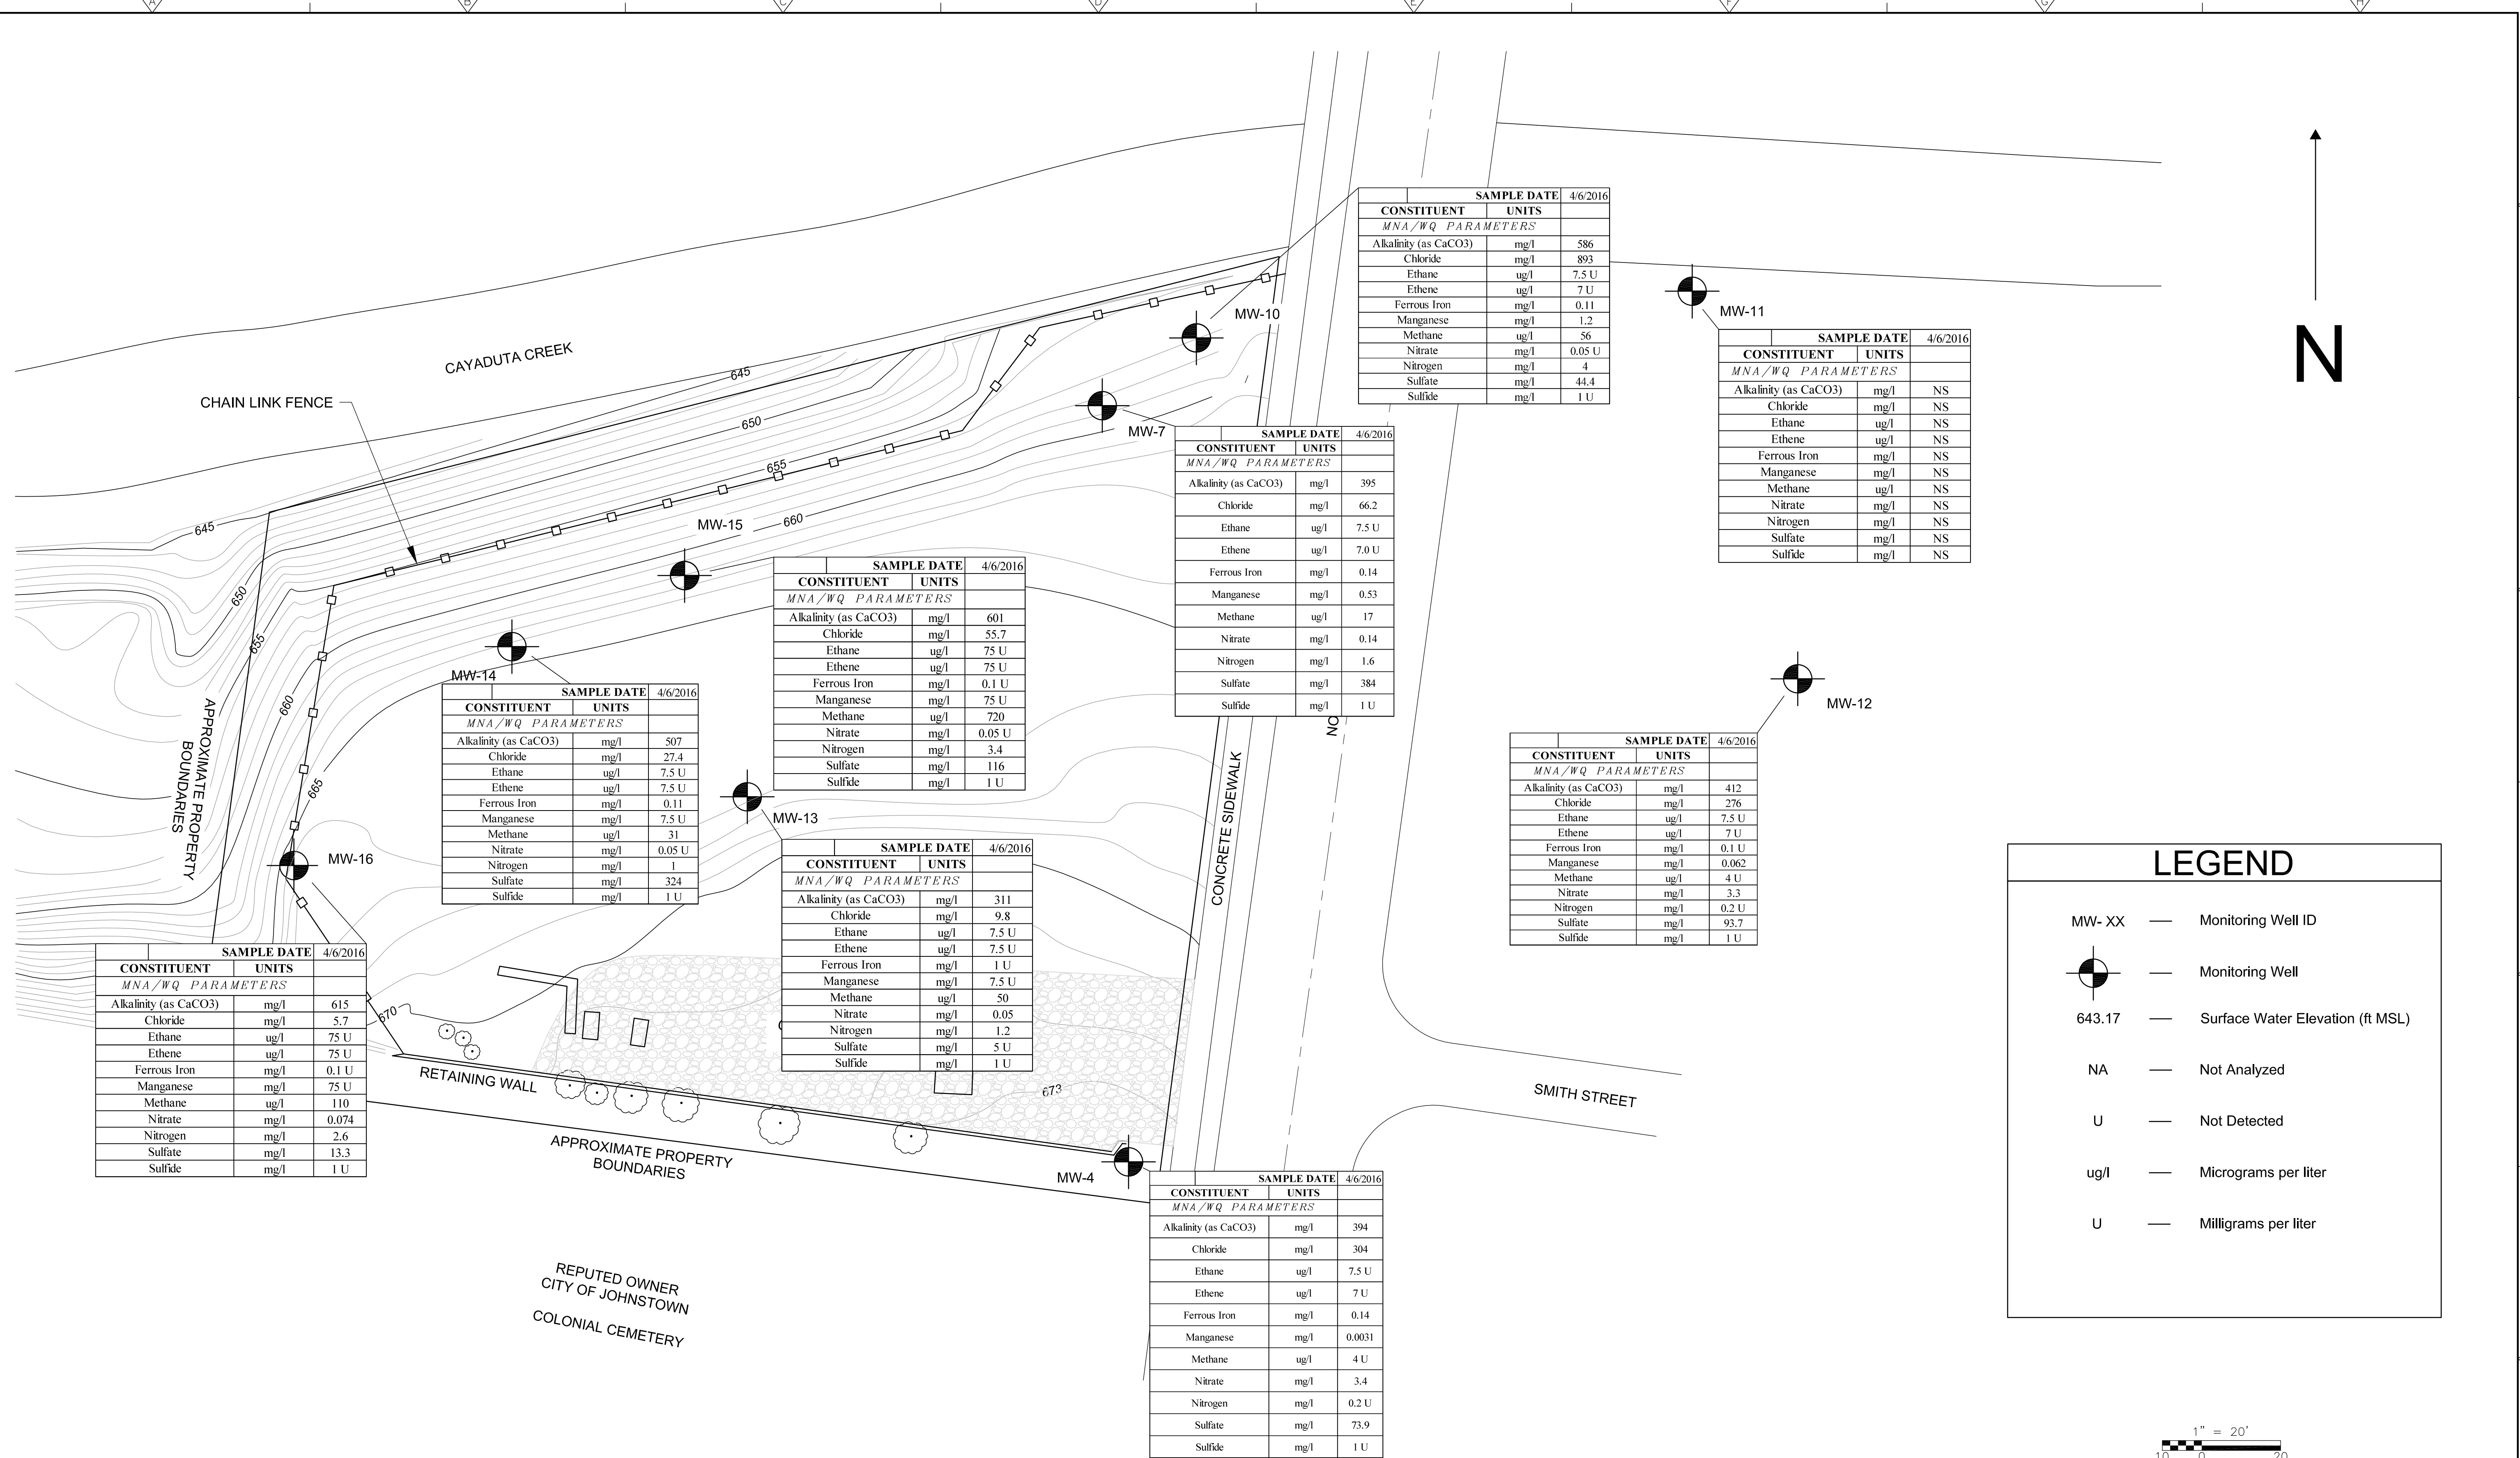 A B C D E F G H
SAMPLE DATE 4/6/2016
CONSTITUENT UNITS
MNA/WQ PARAMETERS
Alkalinity (as CaCO3) mg/l 586
Chloride mg/l 893
Ethane ug/l 7.5 U
Ethene ug/l 7 U
Ferrous Iron mg/l 0.11
Manganese mg/l 1.2
Methane ug/l 56
Nitrate mg/l 0.05 U
Nitrogen mg/l 4
Sulfate mg/l 44.4
Sulfide mg/l 1 U
MW-10
MW-11
SAMPLE DATE 4/6/2016
CONSTITUENT UNITS
MNA/WQ PARAMETERS
Alkalinity (as CaCO3) mg/l NS
Chloride mg/l NS
Ethane ug/l NS
Ethene ug/l NS
Ferrous Iron mg/l NS
Manganese mg/l NS
Methane ug/l NS
Nitrate mg/l NS
Nitrogen mg/l NS
Sulfate mg/l NS
Sulfide mg/l NS
N
CAYADUTA CREEK
CHAIN LINK FENCE
645
650
655
660
645
650
655
660
665
670
673
MW-7
SAMPLE DATE 4/6/2016
CONSTITUENT UNITS
MNA/WQ PARAMETERS
Alkalinity (as CaCO3) mg/l 395
Chloride mg/l 66.2
Ethane ug/l 7.5 U
Ethene ug/l 7.0 U
Ferrous Iron mg/l 0.14
Manganese mg/l 0.53
Methane ug/l 17
Nitrate mg/l 0.14
Nitrogen mg/l 1.6
Sulfate mg/l 384
Sulfide mg/l 1 U
NO
MW-15
SAMPLE DATE 4/6/2016
CONSTITUENT UNITS
MNA/WQ PARAMETERS
Alkalinity (as CaCO3) mg/l 601
Chloride mg/l 55.7
Ethane ug/l 75 U
Ethene ug/l 75 U
Ferrous Iron mg/l 0.1 U
Manganese mg/l 75 U
Methane ug/l 720
Nitrate mg/l 0.05 U
Nitrogen mg/l 3.4
Sulfate mg/l 116
Sulfide mg/l 1 U
MW-14
SAMPLE DATE 4/6/2016
CONSTITUENT UNITS
MNA/WQ PARAMETERS
Alkalinity (as CaCO3) mg/l 507
Chloride mg/l 27.4
Ethane ug/l 7.5 U
Ethene ug/l 7.5 U
Ferrous Iron mg/l 0.11
Manganese mg/l 7.5 U
Methane ug/l 31
Nitrate mg/l 0.05 U
Nitrogen mg/l 1
Sulfate mg/l 324
Sulfide mg/l 1 U
MW-12
SAMPLE DATE 4/6/2016
CONSTITUENT UNITS
MNA/WQ PARAMETERS
Alkalinity (as CaCO3) mg/l 412
Chloride mg/l 276
Ethane ug/l 7.5 U
Ethene ug/l 7 U
Ferrous Iron mg/l 0.1 U
Manganese mg/l 0.062
Methane ug/l 4 U
Nitrate mg/l 3.3
Nitrogen mg/l 0.2 U
Sulfate mg/l 93.7
Sulfide mg/l 1 U
APPROXIMATE PROPERTY
BOUNDARIES
CONCRETE SIDEWALK
MW-13
SAMPLE DATE 4/6/2016
CONSTITUENT UNITS
MNA/WQ PARAMETERS
Alkalinity (as CaCO3) mg/l 311
Chloride mg/l 9.8
Ethane ug/l 7.5 U
Ethene ug/l 7.5 U
Ferrous Iron mg/l 1 U
Manganese mg/l 7.5 U
Methane ug/l 50
Nitrate mg/l 0.05
Nitrogen mg/l 1.2
Sulfate mg/l 5 U
Sulfide mg/l 1 U
MW-16
SAMPLE DATE 4/6/2016
CONSTITUENT UNITS
MNA/WQ PARAMETERS
Alkalinity (as CaCO3) mg/l 615
Chloride mg/l 5.7
Ethane ug/l 75 U
Ethene ug/l 75 U
Ferrous Iron mg/l 0.1 U
Manganese mg/l 75 U
Methane ug/l 110
Nitrate mg/l 0.074
Nitrogen mg/l 2.6
Sulfate mg/l 13.3
Sulfide mg/l 1 U
LEGEND
MW- XX — Monitoring Well ID
— Monitoring Well
643.17 — Surface Water Elevation (ft MSL)
NA — Not Analyzed
U — Not Detected
ug/l — Micrograms per liter
U — Milligrams per liter
RETAINING WALL
SMITH STREET
APPROXIMATE PROPERTY
BOUNDARIES
MW-4
SAMPLE DATE 4/6/2016
CONSTITUENT UNITS
MNA/WQ PARAMETERS
Alkalinity (as CaCO3) mg/l 394
Chloride mg/l 304
Ethane ug/l 7.5 U
Ethene ug/l 7 U
Ferrous Iron mg/l 0.14
Manganese mg/l 0.0031
Methane ug/l 4 U
Nitrate mg/l 3.4
Nitrogen mg/l 0.2 U
Sulfate mg/l 73.9
Sulfide mg/l 1 U
REPUTED OWNER
CITY OF JOHNSTOWN
COLONIAL CEMETERY
1" = 20'
10 0 20